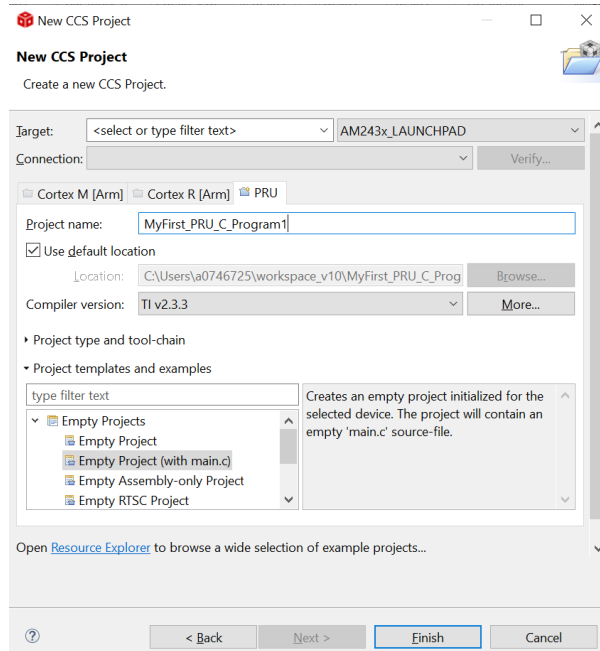 New CCS Project
New CCS Project
Create a new CCS Project.
Target: <select or type filter text> AM243x_LAUNCHPAD
Connection: Verify...
Cortex M [Arm] Cortex R [Arm] PRU
Project name: MyFirst_PRU_C_Program1
Use default location
Location: C:\Users\a0746725\workspace_v10\MyFirst_PRU_C_Prog Browse...
Compiler version: TI v2.3.3 More...
Project type and tool-chain
Project templates and examples
type filter text
Empty Projects
Empty Project
Empty Project (with main.c)
Empty Assembly-only Project
Empty RTSC Project
Creates an empty project initialized for the
selected device. The project will contain an
empty 'main.c' source-file.
Open Resource Explorer to browse a wide selection of example projects...
? < Back Next > Finish Cancel